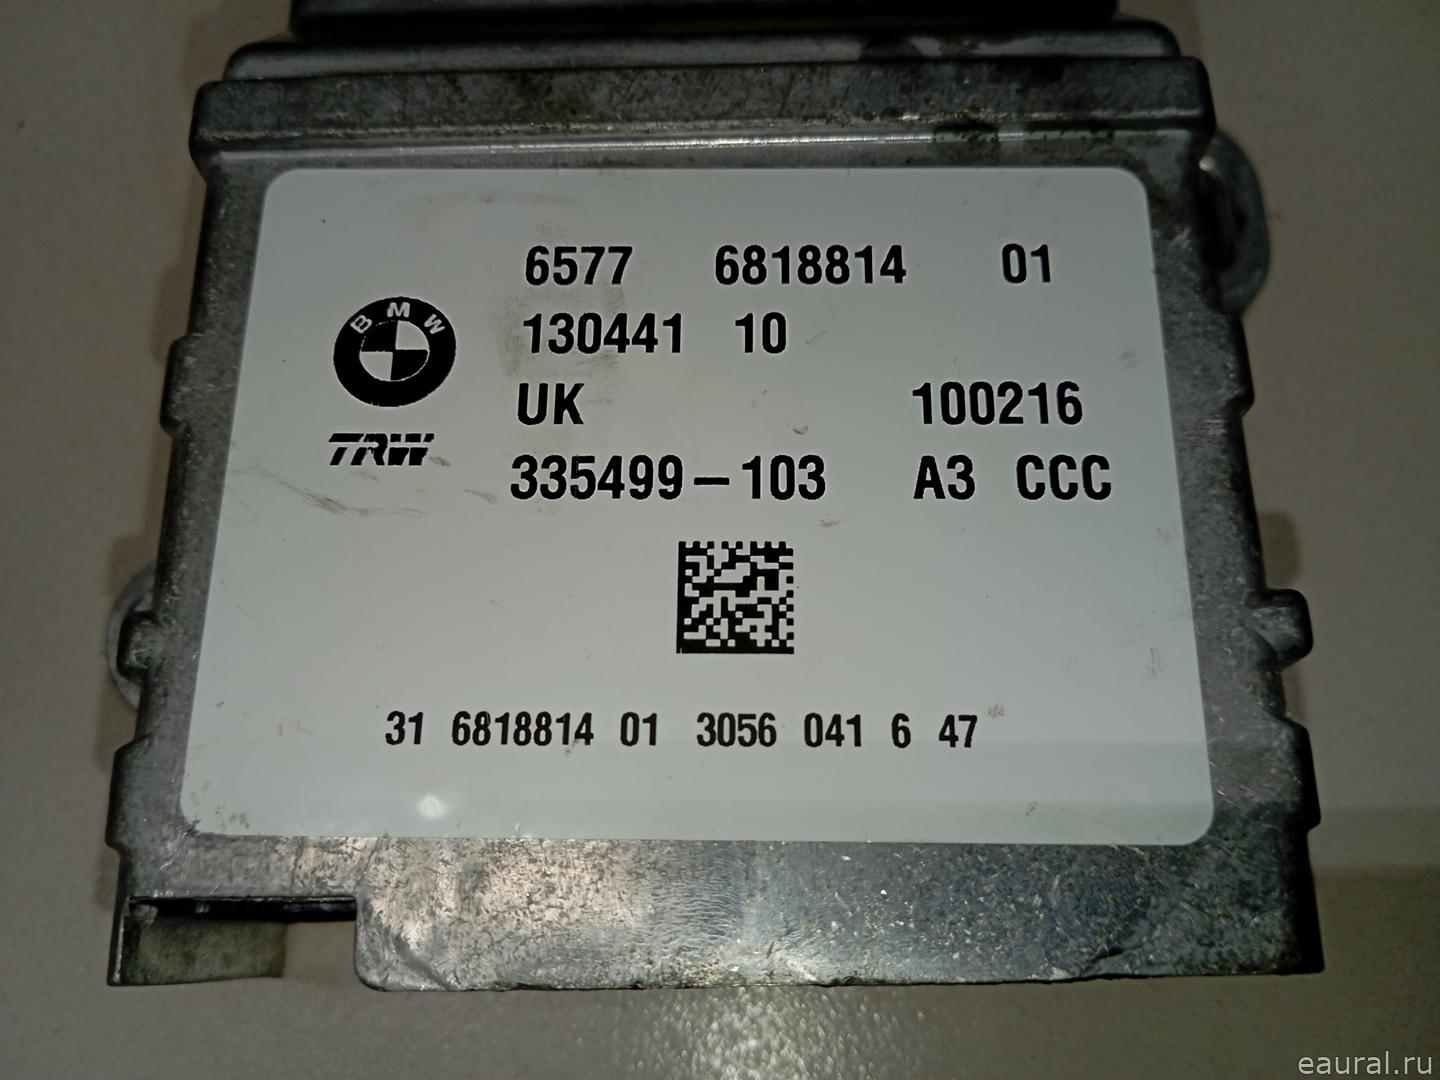 6577 6818814 01
130441 10
BMW
UK 100216
TRW
335499-103 A3 CCC
31 6818814 01 3056 041 6 47
eaural.ru